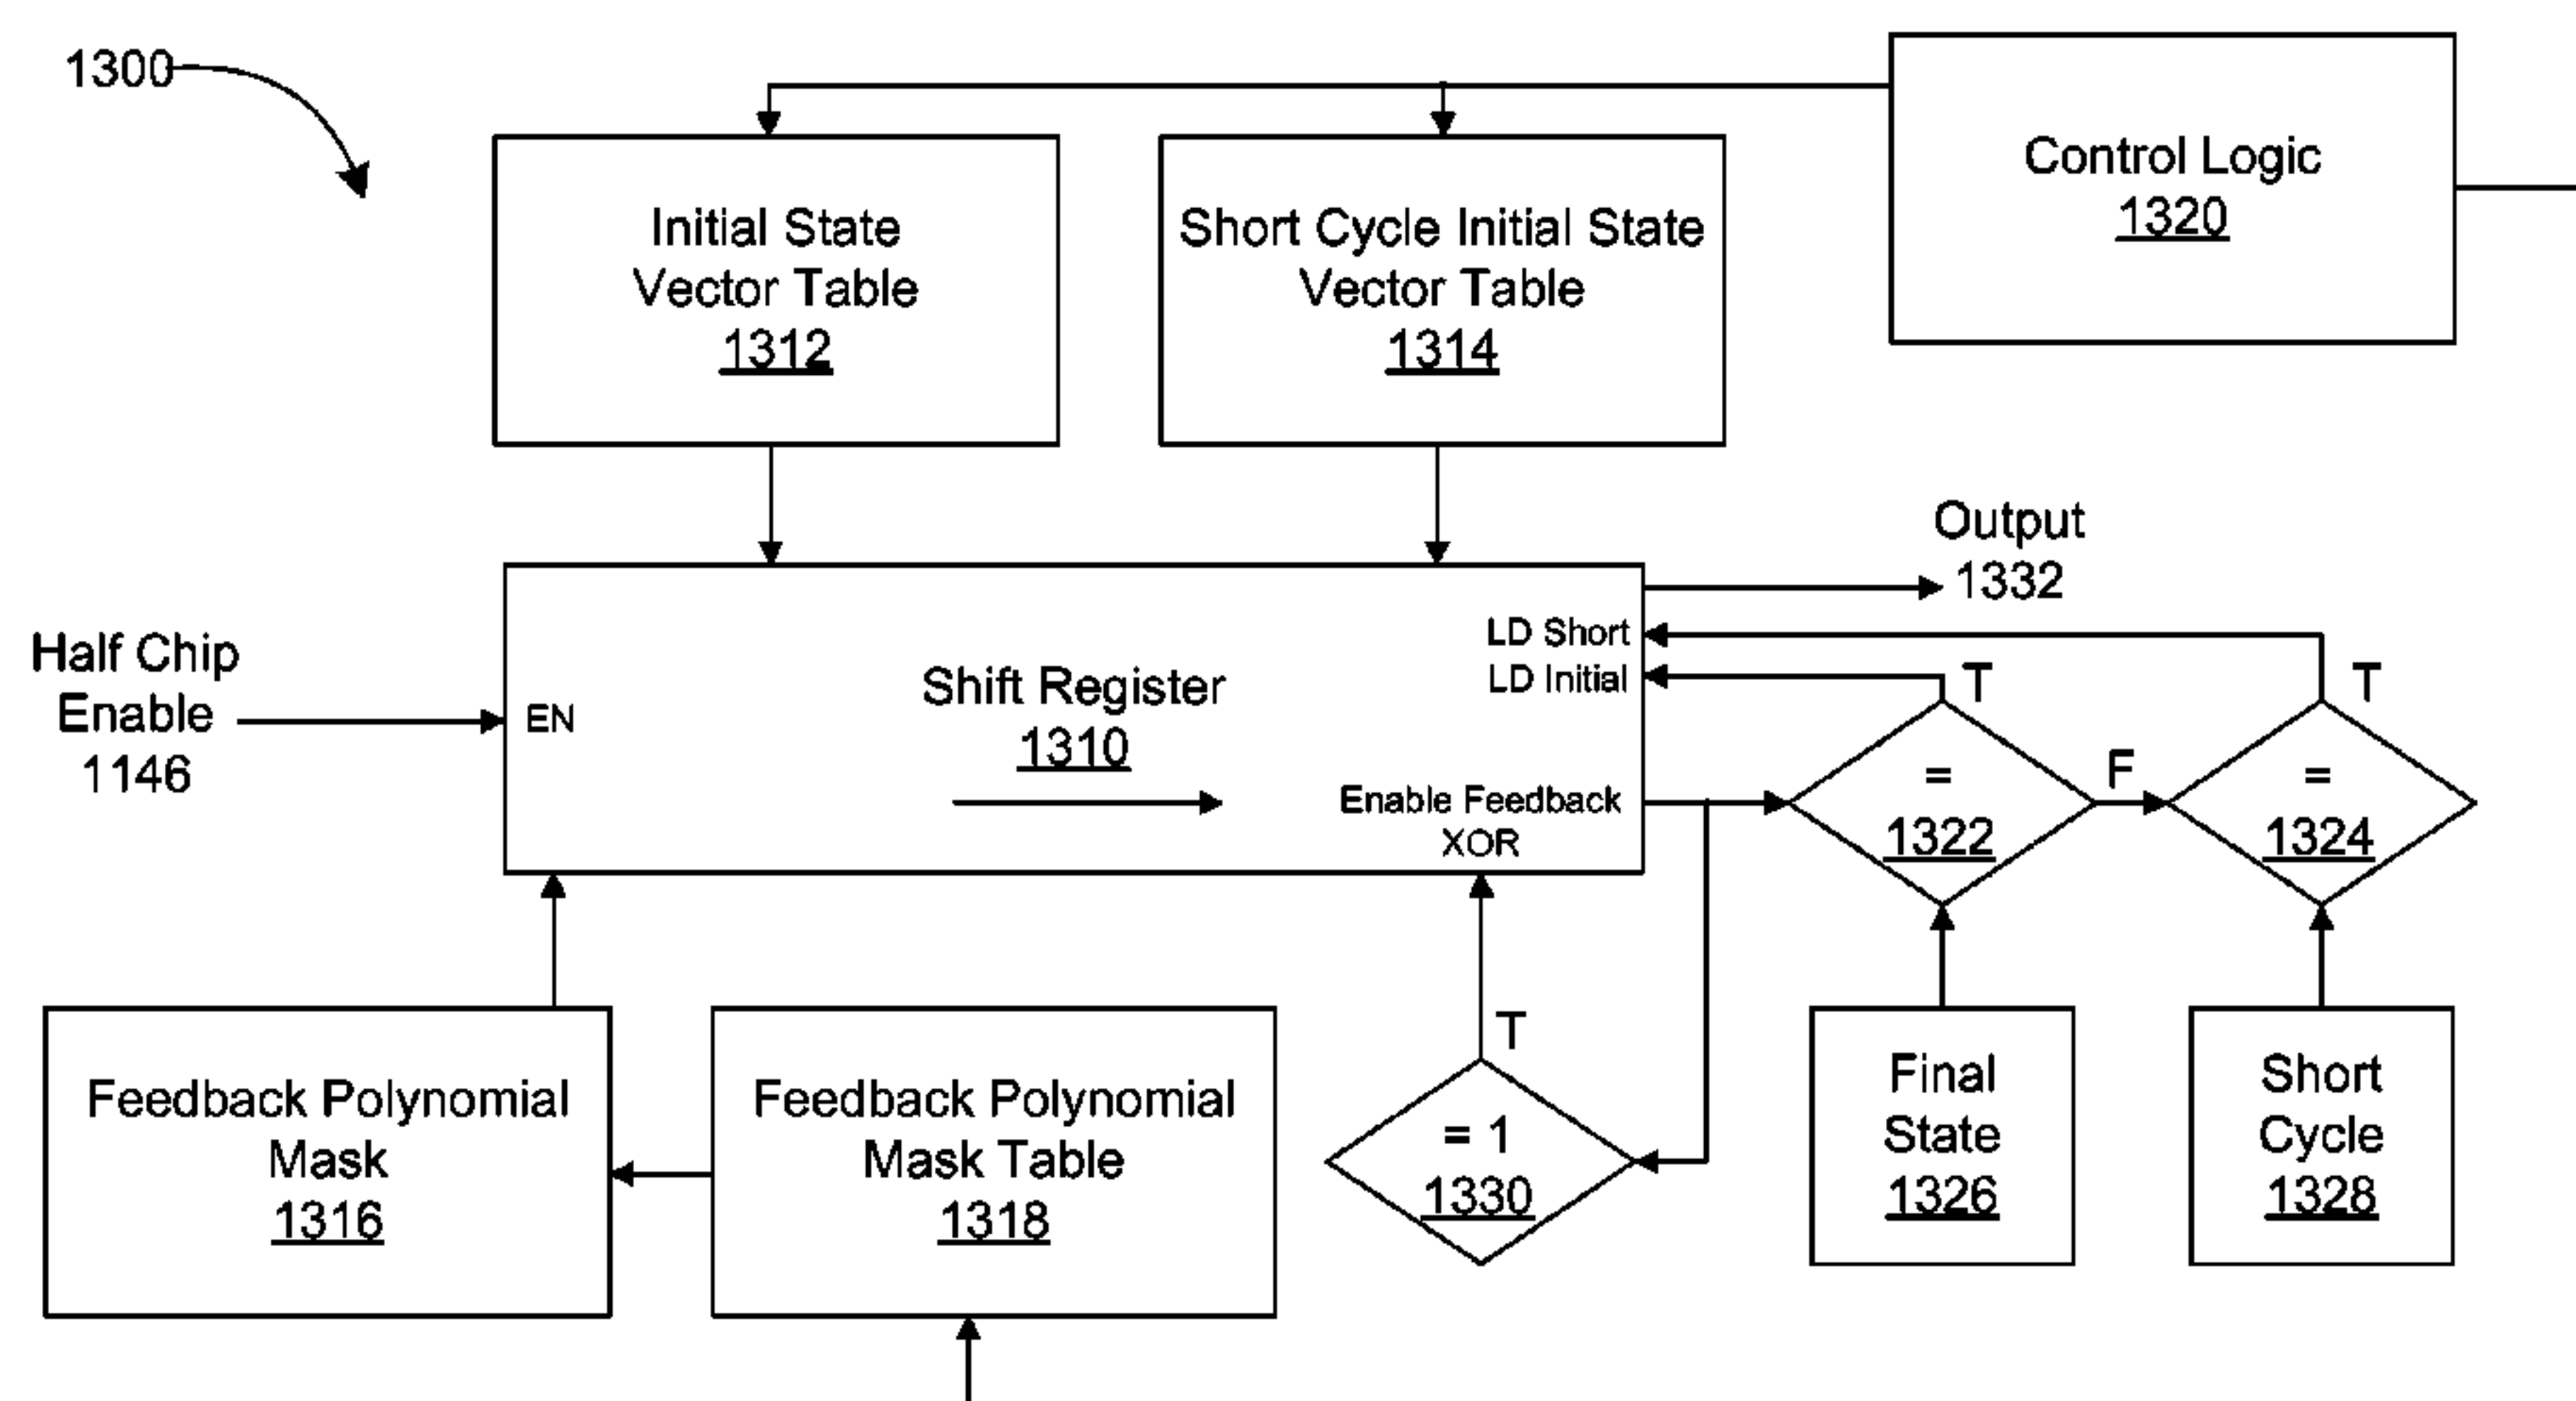 1300
Control Logic
1320
Initial State
Vector Table
1312
Short Cycle Initial State
Vector Table
1314
Output
1332
Half Chip
Enable
1146
EN
Shift Register
1310
LD Short
LD Initial
Enable Feedback
XOR
T
T
=
1322
F
=
1324
Feedback Polynomial
Mask
1316
Feedback Polynomial
Mask Table
1318
T
= 1
1330
Final
State
1326
Short
Cycle
1328